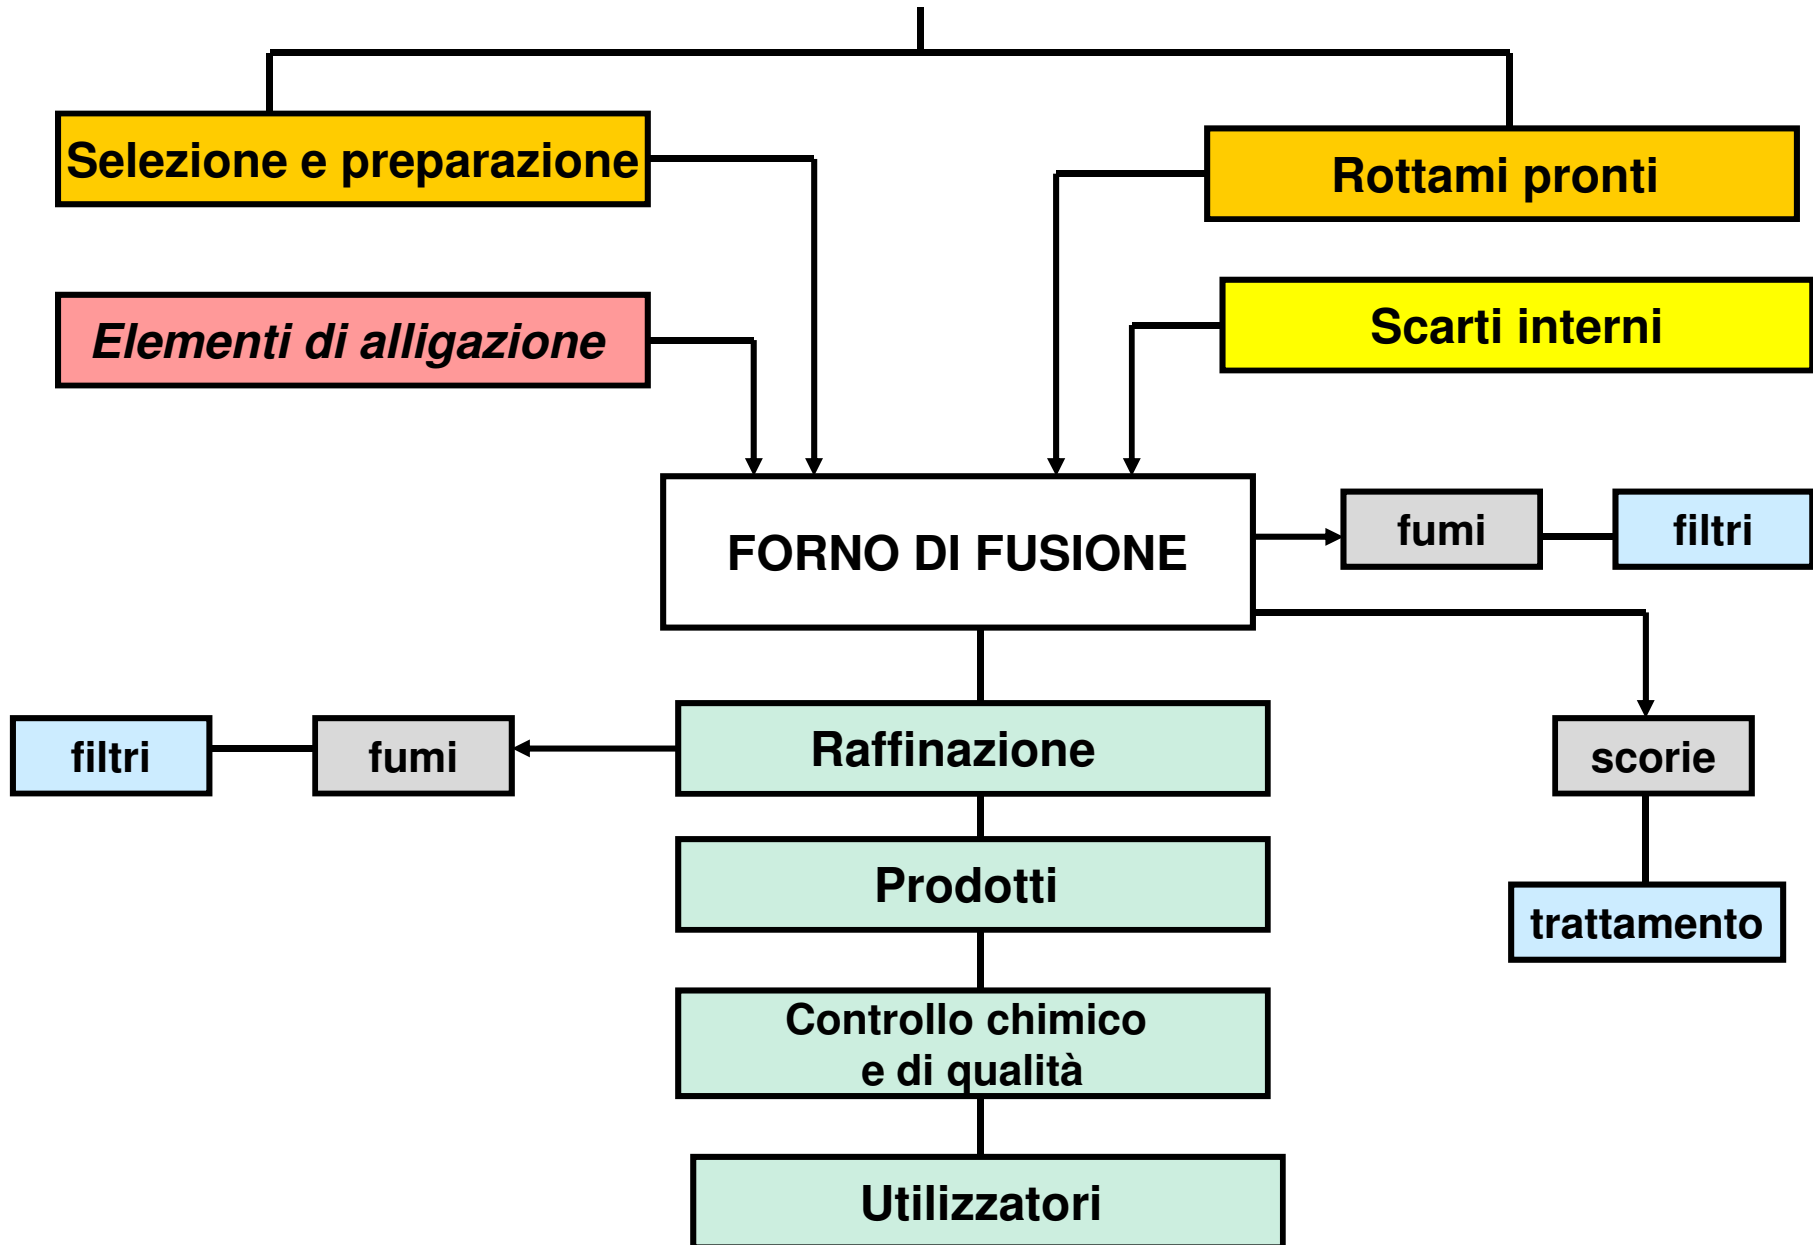 Selezione e preparazione
Rottami pronti
Elementi di alligazione
Scarti interni
FORNO DI FUSIONE
fumi
filtri
filtri
fumi
Raffinazione
scorie
Prodotti
trattamento
Controllo chimico
e di qualità
Utilizzatori